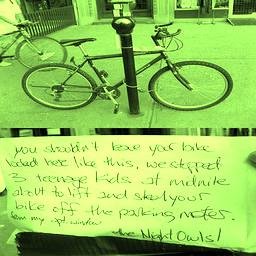 you shouldn't leave your bike
locked here like this, we stopped
3 teenage kids at midnite
about to lift and steal your
bike off the parking meter.
from my apt window
the Night Owls!